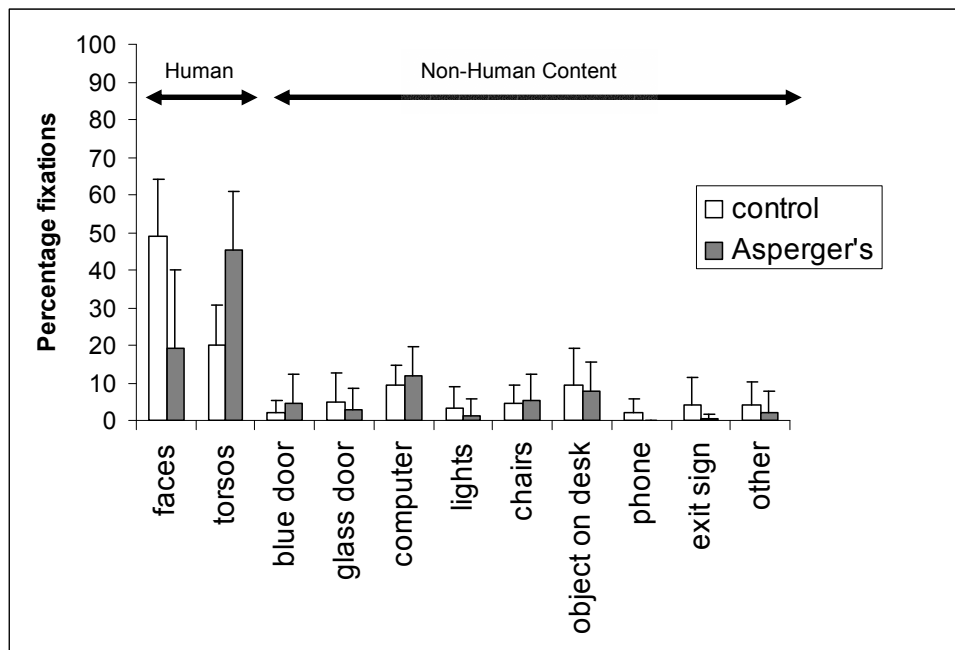 100
90
80
70
60
50
40
30
20
10
0
Percentage fixations
Human
Non-Human Content
control
Asperger's
faces
torsos
blue door
glass door
computer
lights
chairs
object on desk
phone
exit sign
other